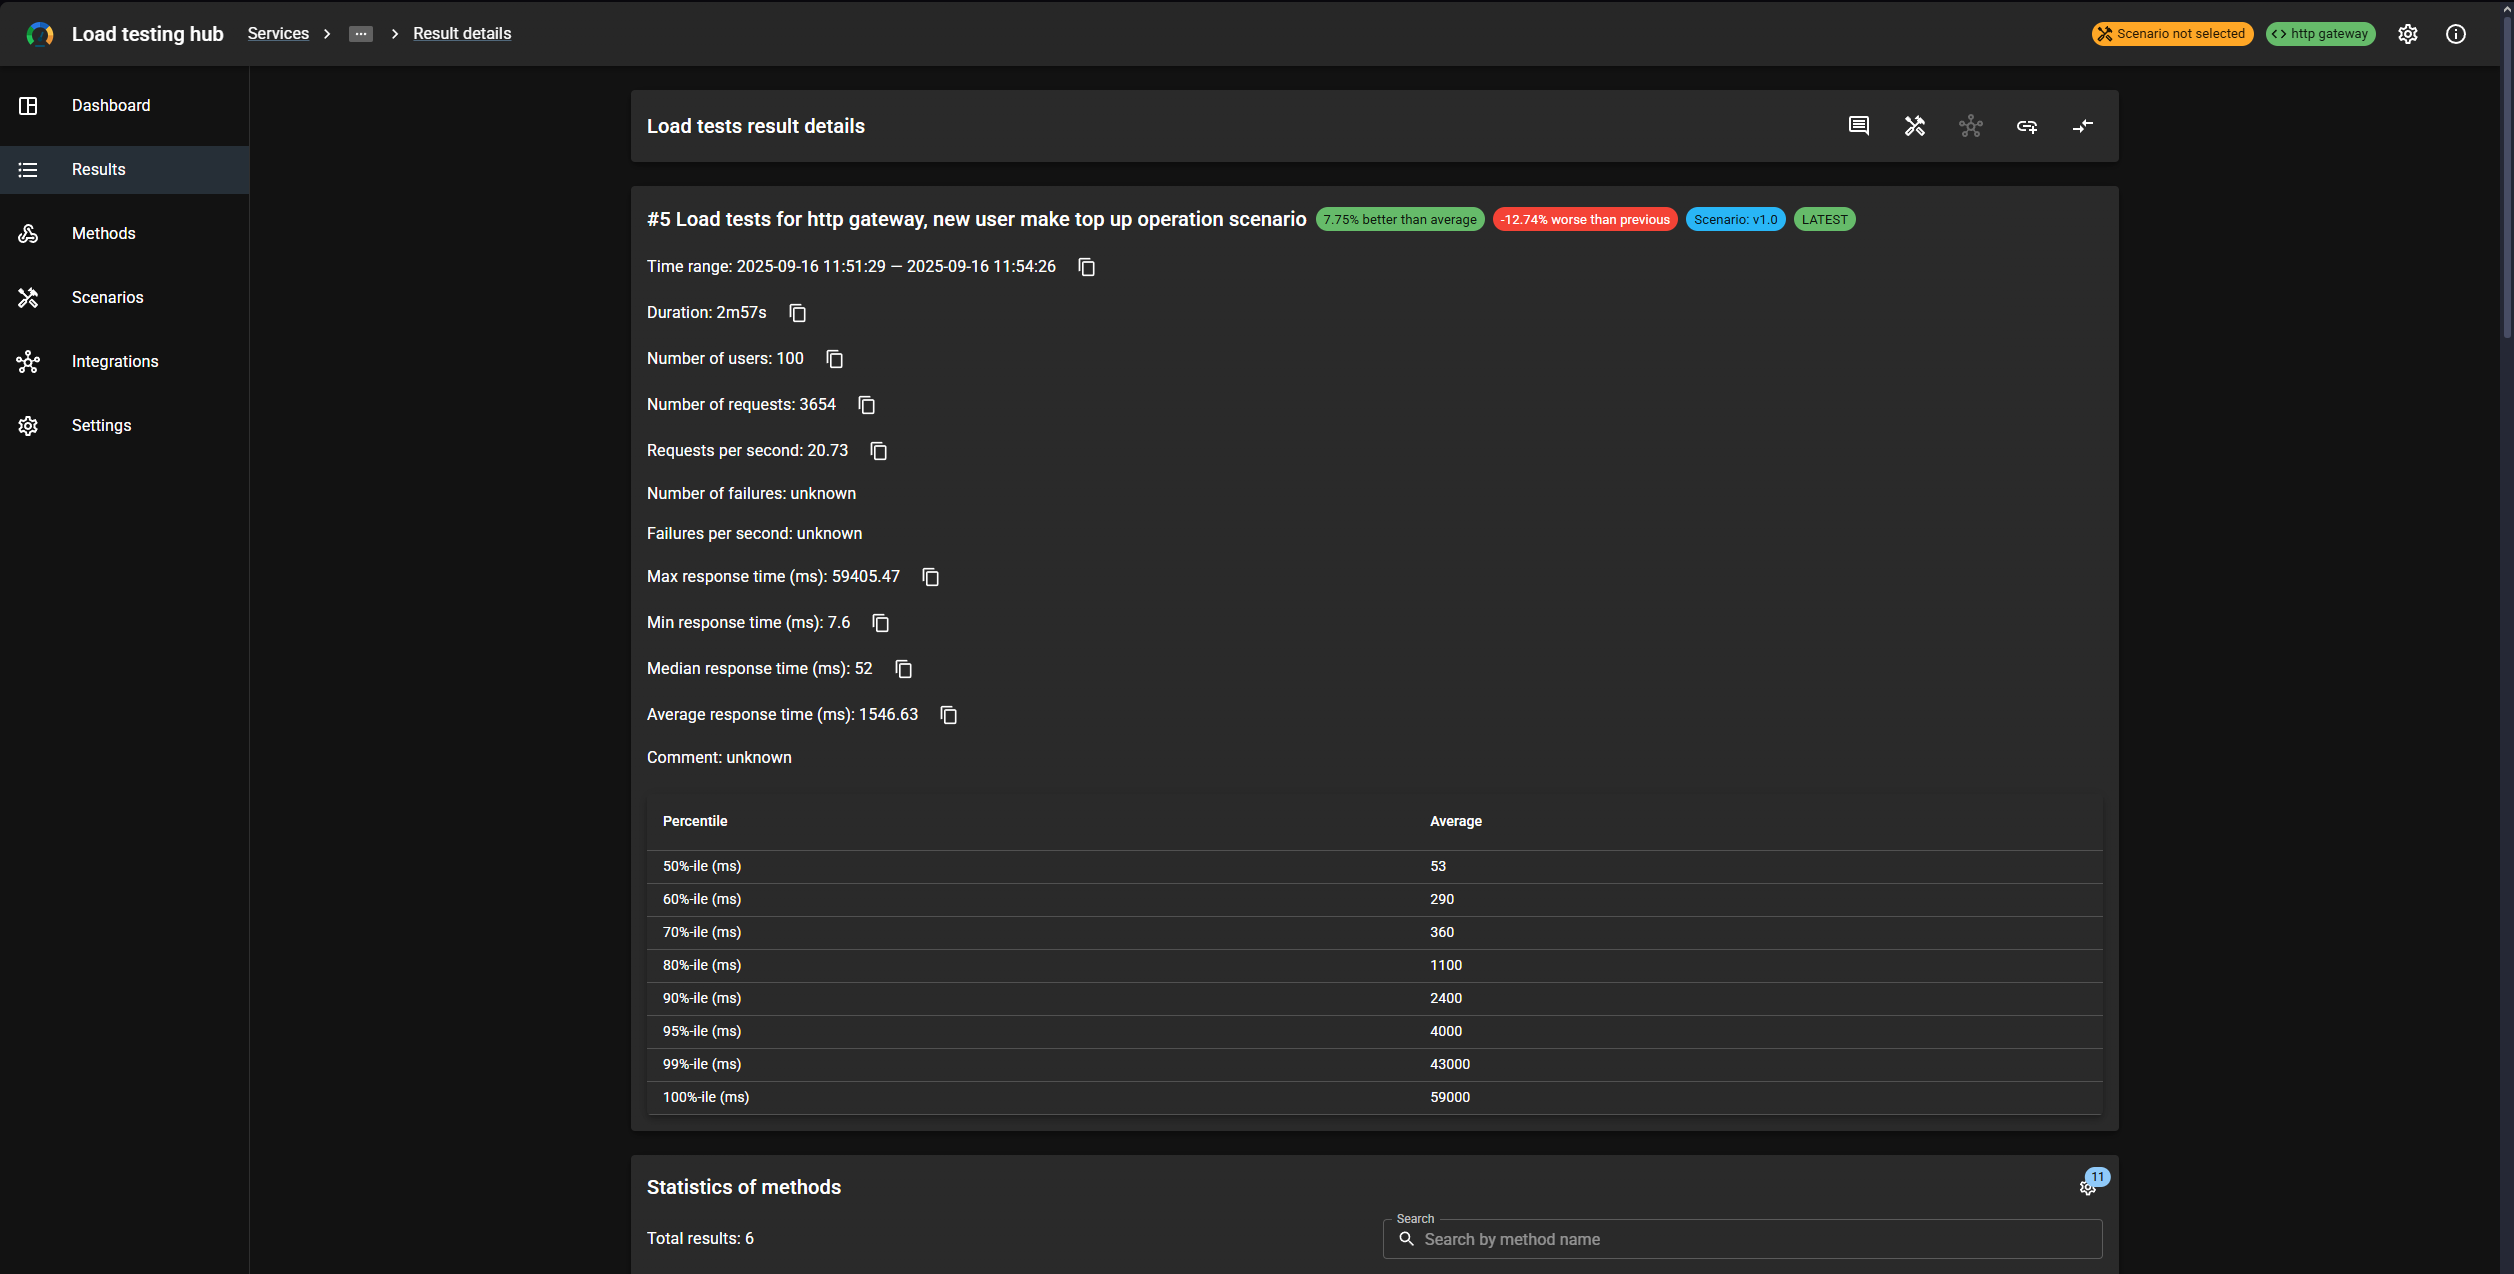 Load testing hub Services ... Result details Scenario not selected http gateway
Dashboard
Results
Methods
Scenarios
Integrations
Settings
Load tests result details
#5 Load tests for http gateway, new user make top up operation scenario 7.75% better than average -12.74% worse than previous Scenario: v1.0 LATEST
Time range: 2025-09-16 11:51:29 — 2025-09-16 11:54:26
Duration: 2m57s
Number of users: 100
Number of requests: 3654
Requests per second: 20.73
Number of failures: unknown
Failures per second: unknown
Max response time (ms): 59405.47
Min response time (ms): 7.6
Median response time (ms): 52
Average response time (ms): 1546.63
Comment: unknown
Percentile Average
50%-ile (ms) 53
60%-ile (ms) 290
70%-ile (ms) 360
80%-ile (ms) 1100
90%-ile (ms) 2400
95%-ile (ms) 4000
99%-ile (ms) 43000
100%-ile (ms) 59000
Statistics of methods 11
Search
Total results: 6 Search by method name